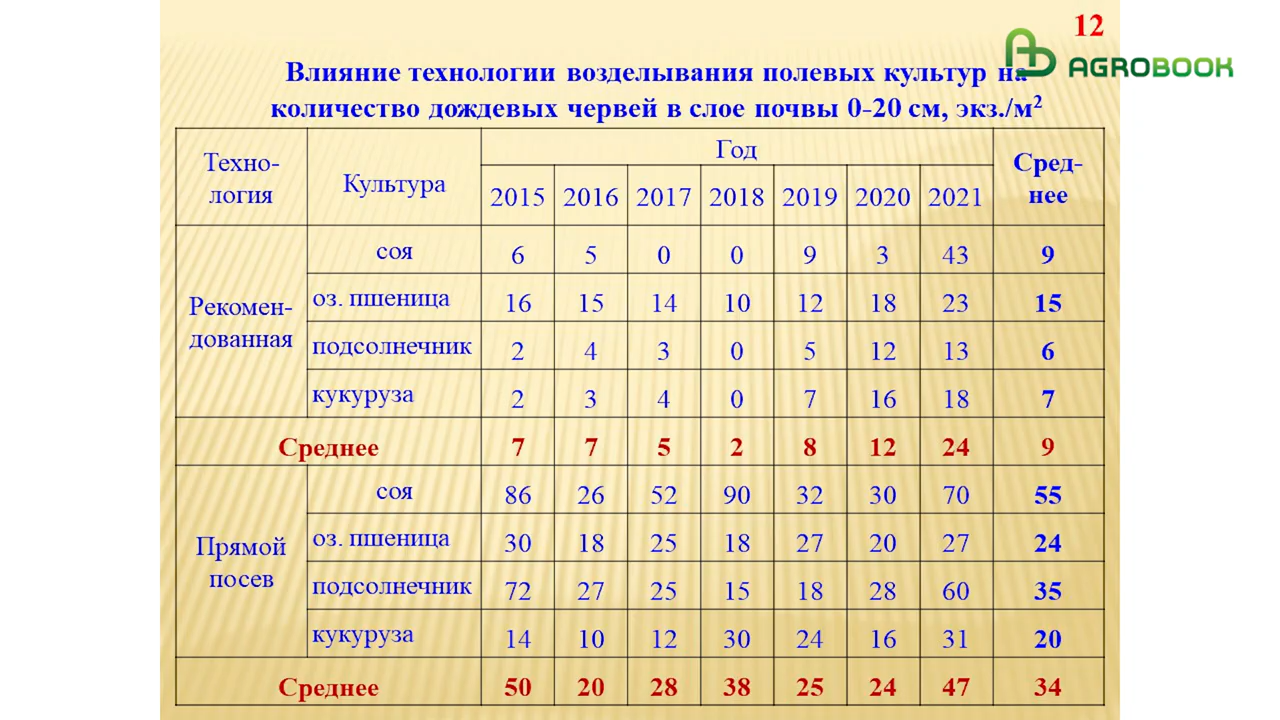 12
AGROBOOK
Влияние технологии возделывания полевых культур на
количество дождевых червей в слое почвы 0-20 см, экз./м²
Техно-
логия
Культура
Год
Сред-
нее
2015 2016 2017 2018 2019 2020 2021
Рекомен-
дованная
соя 6 5 0 0 9 3 43 9
оз. пшеница 16 15 14 10 12 18 23 15
подсолнечник 2 4 3 0 5 12 13 6
кукуруза 2 3 4 0 7 16 18 7
Среднее 7 7 5 2 8 12 24 9
Прямой
посев
соя 86 26 52 90 32 30 70 55
оз. пшеница 30 18 25 18 27 20 27 24
подсолнечник 72 27 25 15 18 28 60 35
кукуруза 14 10 12 30 24 16 31 20
Среднее 50 20 28 38 25 24 47 34